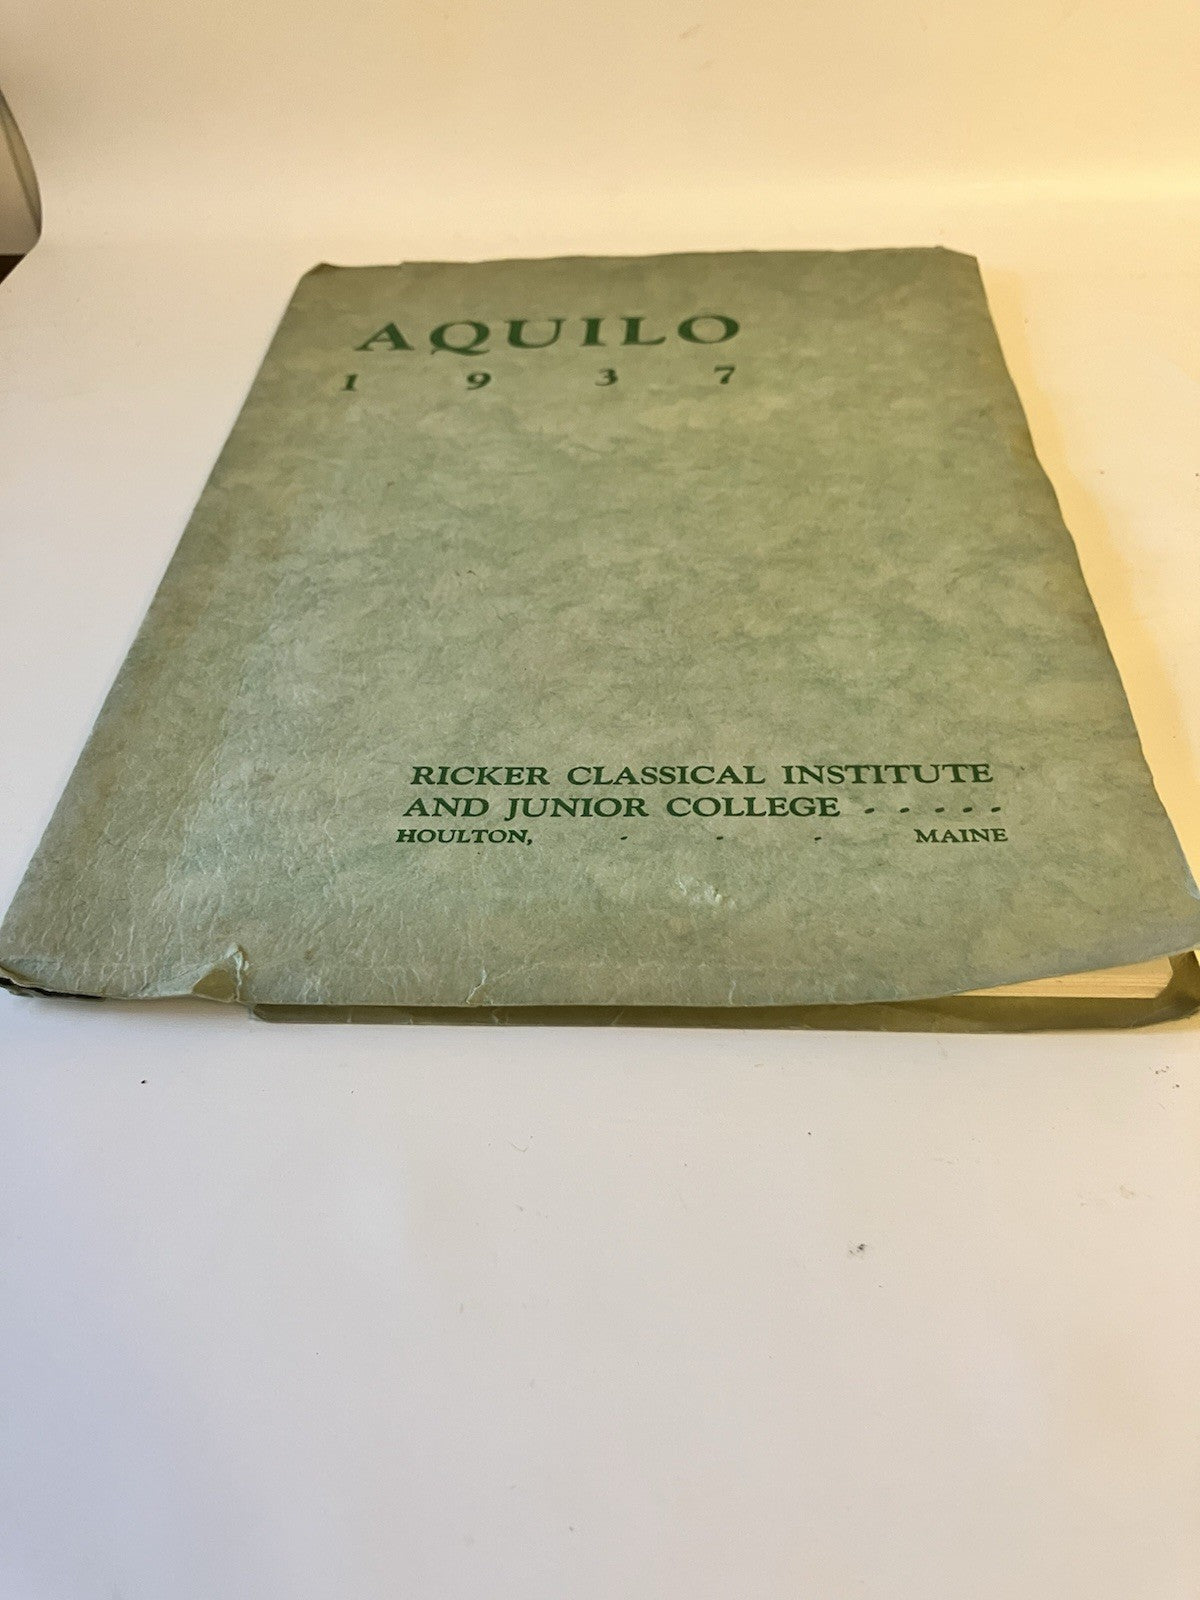 AQUILO
1 9 3 7
RICKER CLASSICAL INSTITUTE
AND JUNIOR COLLEGE - - - - -
HOULTON, - - - MAINE